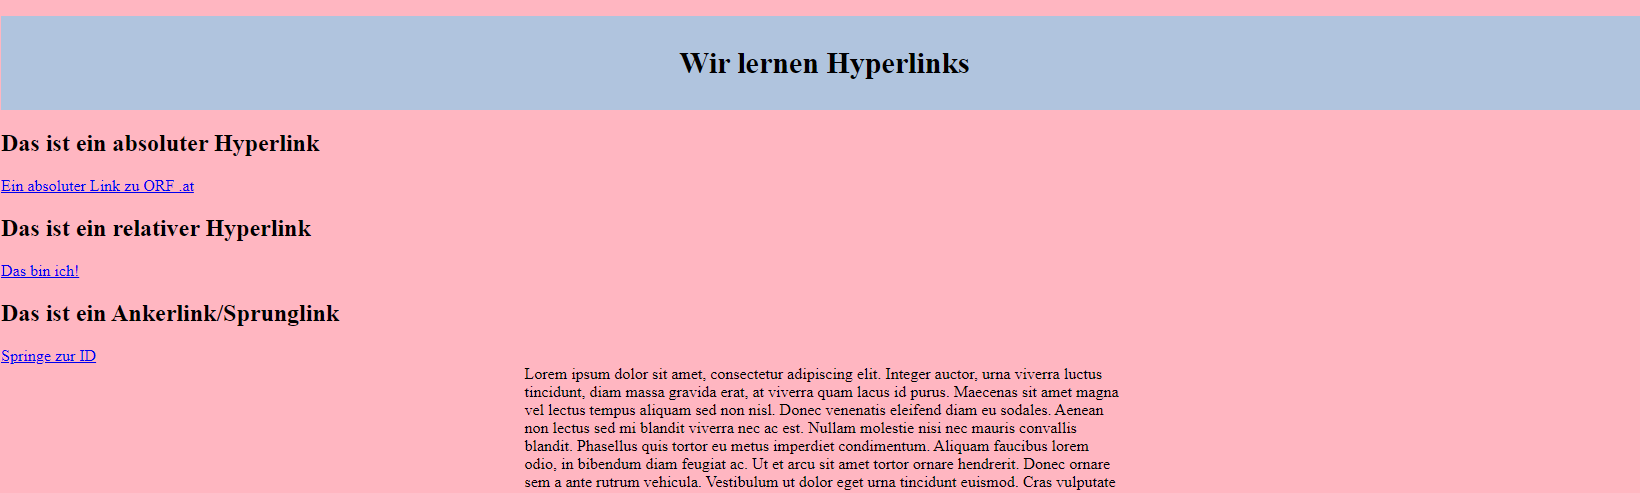 Wir lernen Hyperlinks
Das ist ein absoluter Hyperlink
Ein absoluter Link zu ORF .at
Das ist ein relativer Hyperlink
Das bin ich!
Das ist ein Ankerlink/Sprunglink
Springe zur ID
Lorem ipsum dolor sit amet, consectetur adipiscing elit. Integer auctor, urna viverra luctus
tincidunt, diam massa gravida erat, at viverra quam lacus id purus. Maecenas sit amet magna
vel lectus tempus aliquam sed non nisl. Donec venenatis eleifend diam eu sodales. Aenean
non lectus sed mi blandit viverra nec ac est. Nullam molestie nisi nec mauris convallis
blandit. Phasellus quis tortor eu metus imperdiet condimentum. Aliquam faucibus lorem
odio, in bibendum diam feugiat ac. Ut et arcu sit amet tortor ornare hendrerit. Donec ornare
sem a ante rutrum vehicula. Vestibulum ut dolor eget urna tincidunt euismod. Cras vulputate